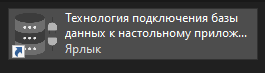 Технология подключения базы
данных к настольному прилож...
Ярлык